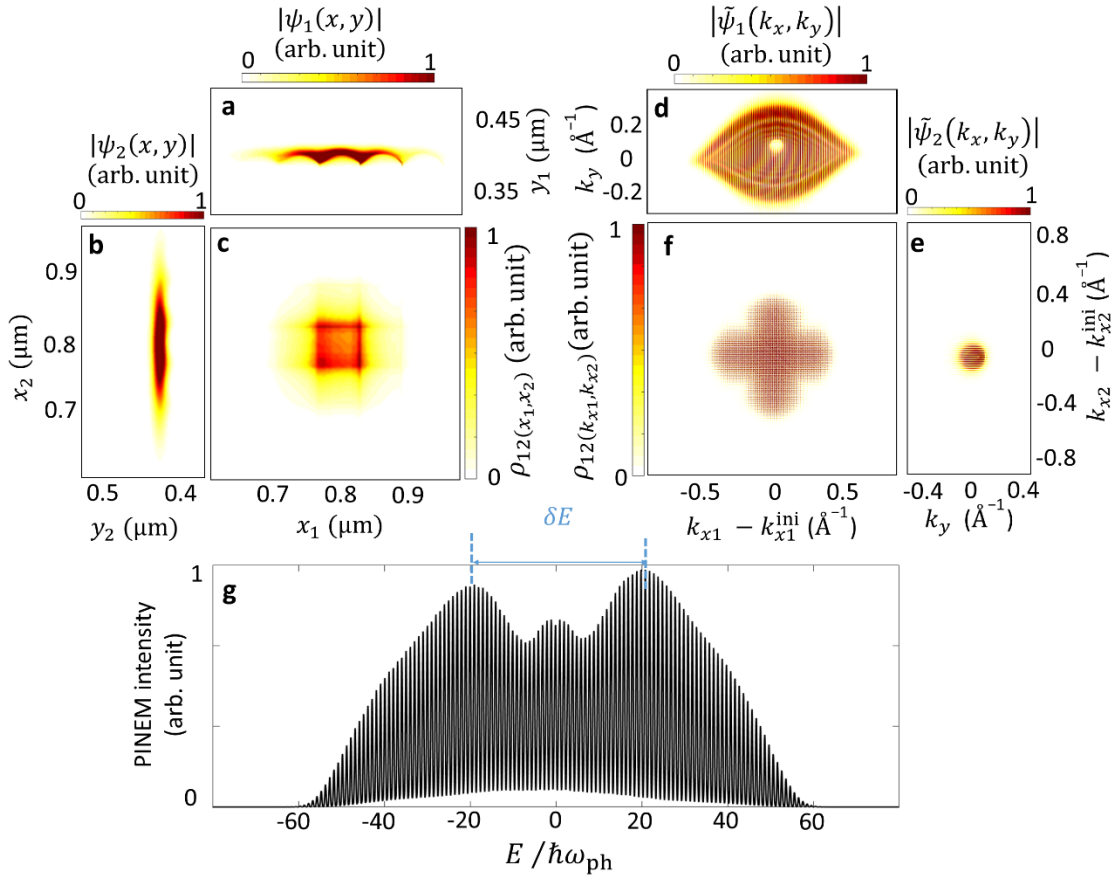 |ψ₁(x, y)|
(arb. unit)
0 1
a
0.45
0.35
y₁ (μm)
|ψ₂(x, y)|
(arb. unit)
0 1
b
0.9
0.8
0.7
x₂ (μm)
0.5 0.4
y₂ (μm)
c
0.7 0.8 0.9
x₁ (μm)
1
0
ρ₁₂(x₁,x₂) (arb. unit)
|ψ̃₁(kₓ, k_y)|
(arb. unit)
0 1
d
0.2
0
-0.2
k_y (Å⁻¹)
|ψ̃₂(kₓ, k_y)|
(arb. unit)
0 1
ρ₁₂(kₓ₁,kₓ₂) (arb. unit)
1
0
f
-0.5 0 0.5
kₓ₁ − kₓ₁ⁱⁿⁱ (Å⁻¹)
e
0.8
0.4
0
-0.4
-0.8
kₓ₂ − kₓ₂ⁱⁿⁱ (Å⁻¹)
-0.4 0 0.4
k_y (Å⁻¹)
δE
g
1
0
PINEM intensity
(arb. unit)
-60 -40 -20 0 20 40 60
E /ℏω_ph